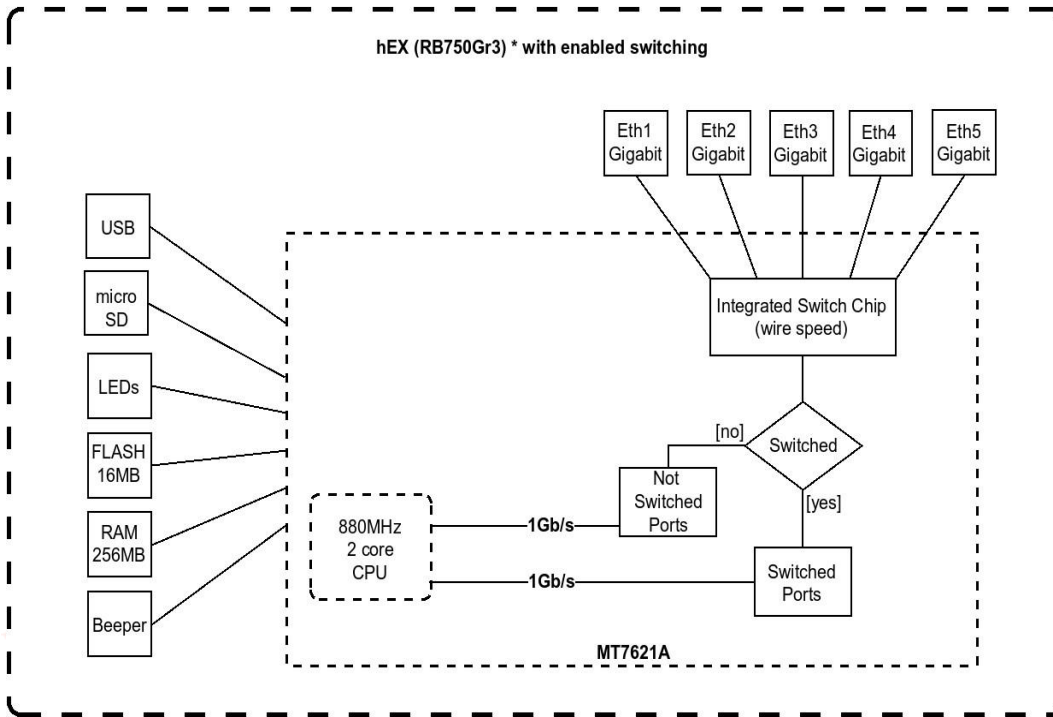 hEX (RB750Gr3) * with enabled switching
Eth1
Gigabit
Eth2
Gigabit
Eth3
Gigabit
Eth4
Gigabit
Eth5
Gigabit
USB
micro
SD
LEDs
FLASH
16MB
RAM
256MB
Beeper
Integrated Switch Chip
(wire speed)
Switched
[no]
[yes]
Not
Switched
Ports
880MHz
2 core
CPU
1Gb/s
1Gb/s
Switched
Ports
MT7621A